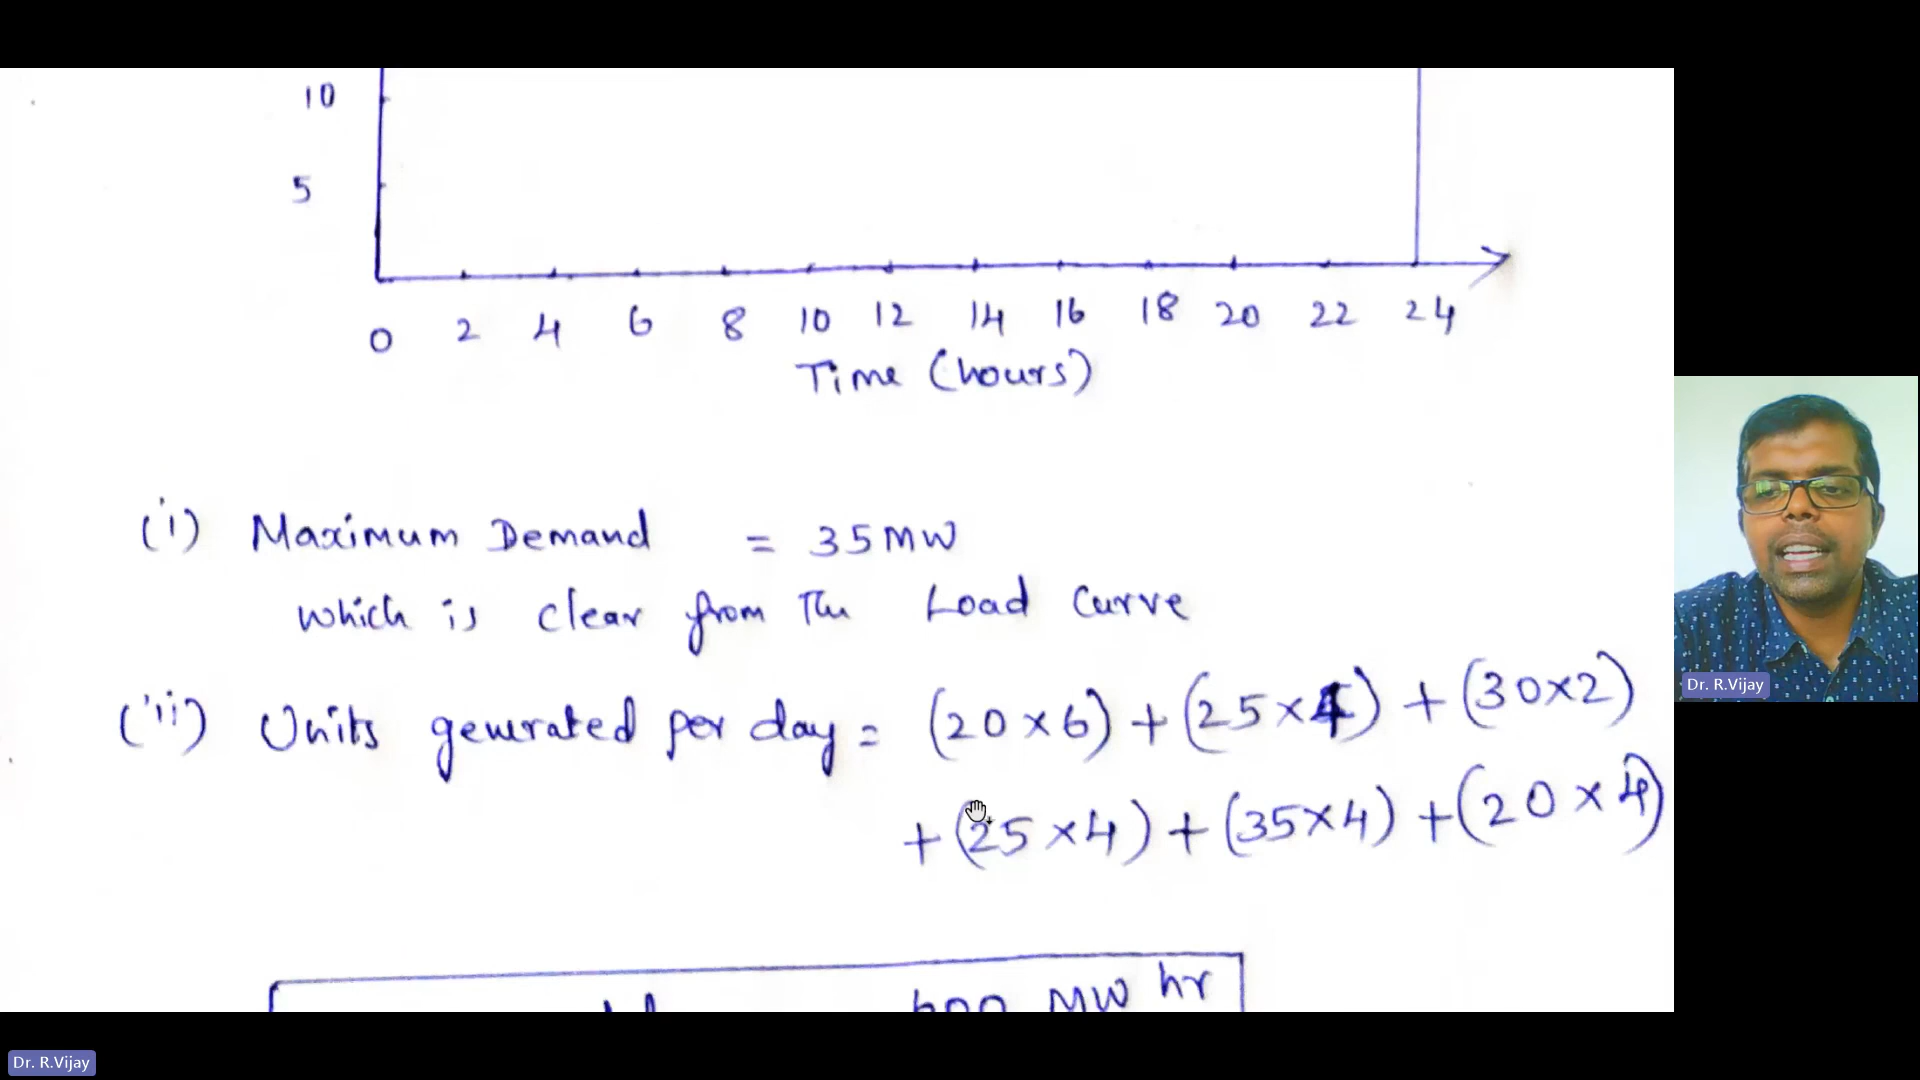 10
5
0 2 4 6 8 10 12 14 16 18 20 22 24
Time (hours)
(i) Maximum Demand = 35MW
which is clear from the Load curve
(ii) Units generated per day = (20×6) + (25×4) + (30×2)
+ (25×4) + (35×4) + (20×4)
MW hr
Dr. R.Vijay
Dr. R.Vijay